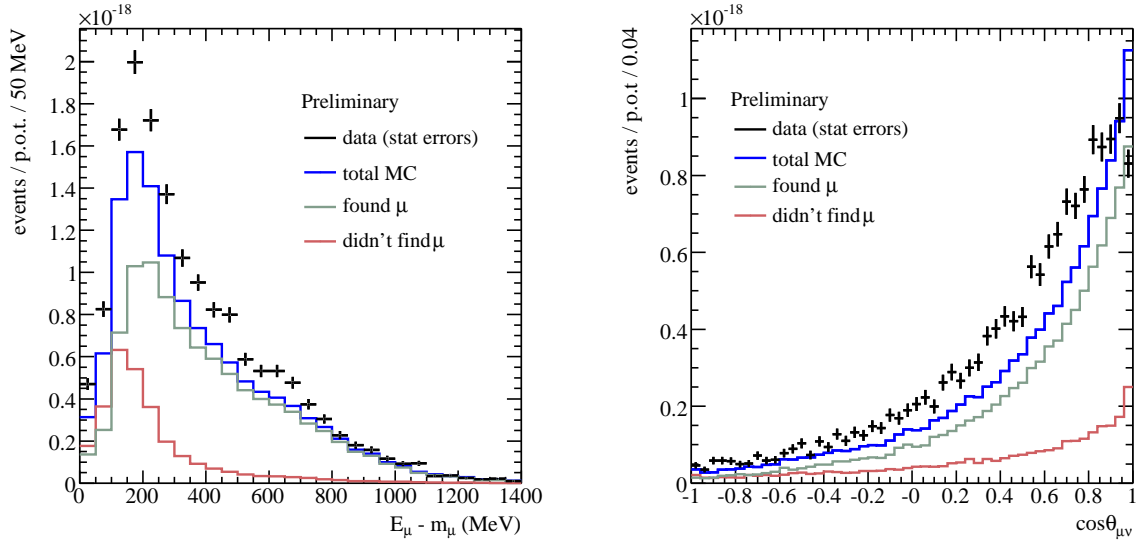 ×10⁻¹⁸
events / p.o.t. / 50 MeV
2
1.8
1.6
1.4
1.2
1
0.8
0.6
0.4
0.2
0
0 200 400 600 800 1000 1200 1400
E_μ - m_μ (MeV)
Preliminary
data (stat errors)
total MC
found μ
didn't find μ
×10⁻¹⁸
events / p.o.t / 0.04
1
0.8
0.6
0.4
0.2
0
-1 -0.8 -0.6 -0.4 -0.2 -0 0.2 0.4 0.6 0.8 1
cosθ_μν
Preliminary
data (stat errors)
total MC
found μ
didn't find μ